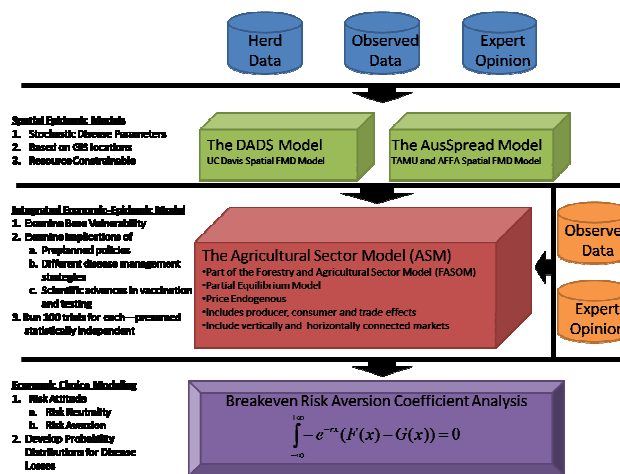 Herd
Data
Observed
Data
Expert
Opinion
Spatial Epidemic Models
1. Stochastic Disease Parameters
2. Based on GIS locations
3. Resource Constrainable
The DADS Model
UC Davis Spatial FMD Model
The AusSpread Model
TAMU and AFFA Spatial FMD Model
Integrated Economic-Epidemic Model
1. Examine Base Vulnerability
2. Examine Implications of
a. Preplanned policies
b. Different disease management
strategies
c. Scientific advances in vaccination
and testing
3. Run 100 trials for each—presumed
statistically independent
The Agricultural Sector Model (ASM)
•Part of the Forestry and Agricultural Sector Model (FASOM)
•Partial Equilibrium Model
•Price Endogenous
•Includes producer, consumer and trade effects
•Include vertically and horizontally connected markets
Observed
Data
Expert
Opinion
Economic Choice Modeling
1. Risk Attitude
a. Risk Neutrality
b. Risk Aversion
2. Develop Probability
Distributions for Disease
Losses
Breakeven Risk Aversion Coefficient Analysis
∫_{-∞}^{+∞} −e^{−rx}(F(x)−G(x))=0